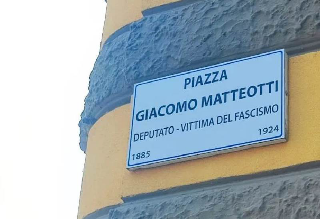 PIAZZA
GIACOMO MATTEOTTI
DEPUTATO - VITTIMA DEL FASCISMO
1885 1924